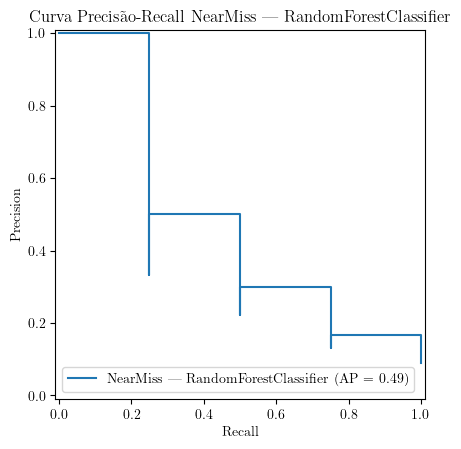 Curva Precisão-Recall NearMiss — RandomForestClassifier
1.0
0.8
0.6
0.4
0.2
0.0
Precision
NearMiss — RandomForestClassifier (AP = 0.49)
0.0 0.2 0.4 0.6 0.8 1.0
Recall